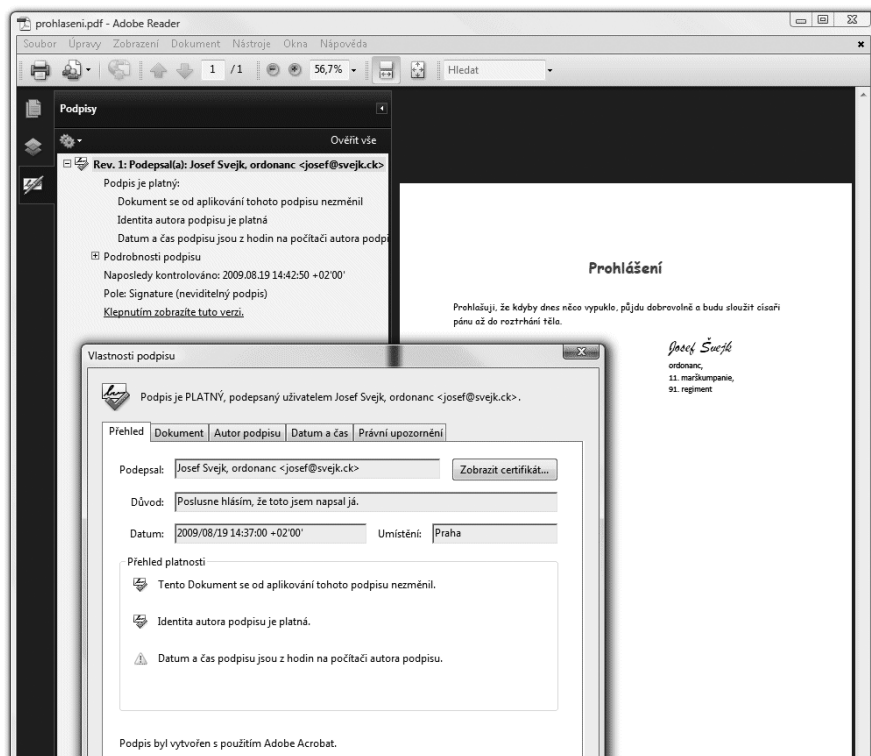 prohlaseni.pdf - Adobe Reader
Soubor Úpravy Zobrazení Dokument Nástroje Okna Nápověda
1 /1 56,7% Hledat
Podpisy
Ověřit vše
Rev. 1: Podepsal(a): Josef Svejk, ordonanc <josef@svejk.ck>
Podpis je platný:
Dokument se od aplikování tohoto podpisu nezměnil
Identita autora podpisu je platná
Datum a čas podpisu jsou z hodin na počítači autora podpi
Podrobnosti podpisu
Naposledy kontrolováno: 2009.08.19 14:42:50 +02'00'
Pole: Signature (neviditelný podpis)
Klepnutím zobrazíte tuto verzi.
Prohlášení
Prohlašuji, že kdyby dnes něco vypuklo, půjdu dobrovolně a budu sloužit císaři
pánu až do roztrhání těla.
Josef Švejk
ordonanc,
11. marškumpanie,
91. regiment
Vlastnosti podpisu
Podpis je PLATNÝ, podepsaný uživatelem Josef Svejk, ordonanc <josef@svejk.ck>.
Přehled Dokument Autor podpisu Datum a čas Právní upozornění
Podepsal: Josef Svejk, ordonanc <josef@svejk.ck> Zobrazit certifikát...
Důvod: Poslusne hlásím, že toto jsem napsal já.
Datum: 2009/08/19 14:37:00 +02'00' Umístění: Praha
Přehled platnosti
Tento Dokument se od aplikování tohoto podpisu nezměnil.
Identita autora podpisu je platná.
Datum a čas podpisu jsou z hodin na počítači autora podpisu.
Podpis byl vytvořen s použitím Adobe Acrobat.